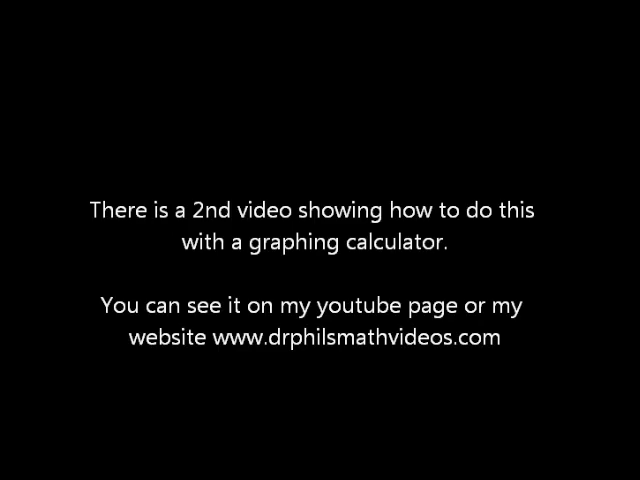 There is a 2nd video showing how to do this
with a graphing calculator.
You can see it on my youtube page or my
website www.drphilsmathvideos.com